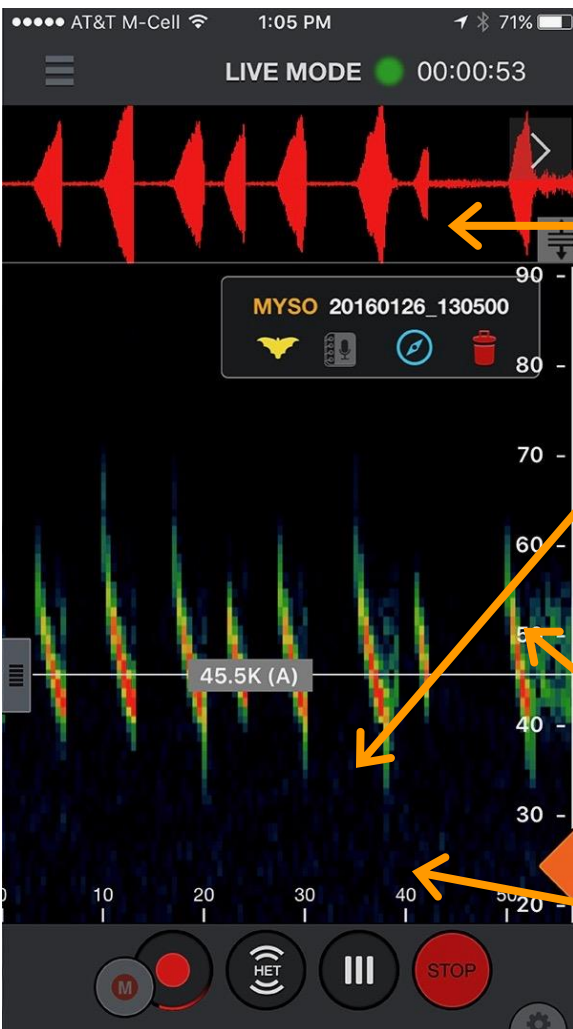 AT&T M-Cell 1:05 PM 71%
LIVE MODE 00:00:53
90
MYSO 20160126_130500
80
70
60
50
45.5K (A)
40
30
0 10 20 30 40 50
20
M HET STOP